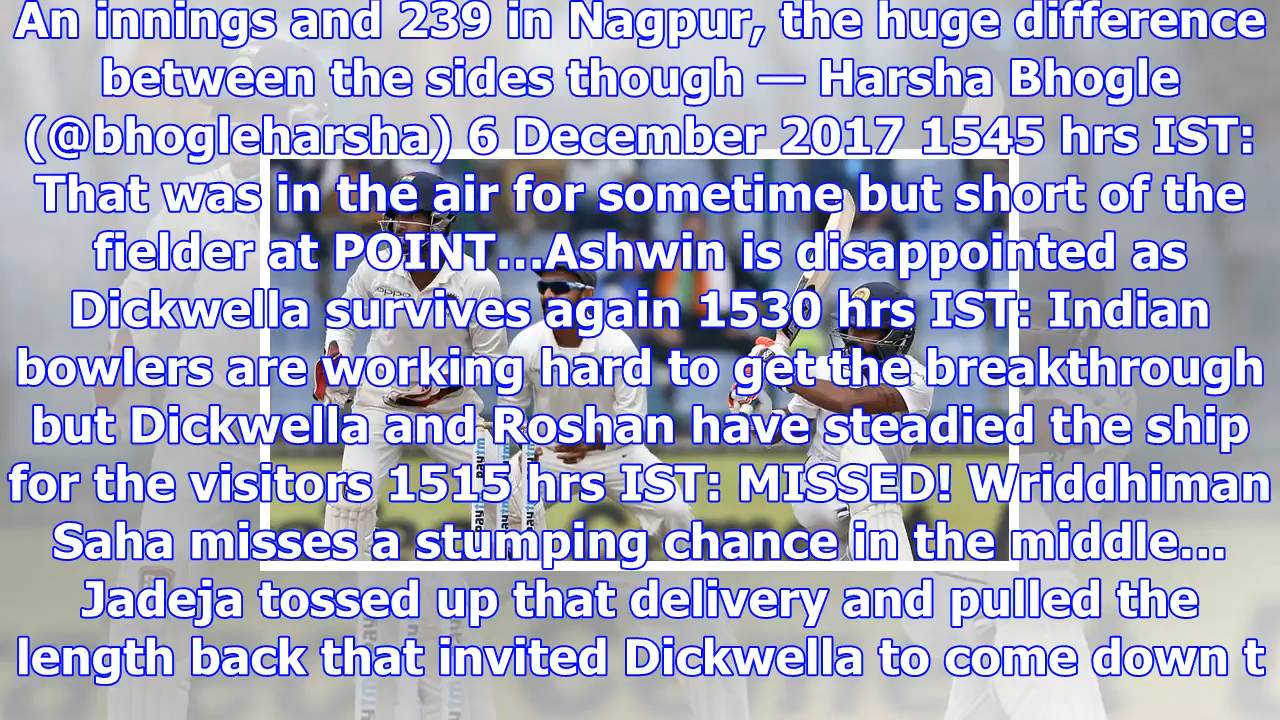 An innings and 239 in Nagpur, the huge difference
between the sides though — Harsha Bhogle
(@bhogleharsha) 6 December 2017 1545 hrs IST:
That was in the air for sometime but short of the
fielder at POINT...Ashwin is disappointed as
Dickwella survives again 1530 hrs IST: Indian
bowlers are working hard to get the breakthrough
but Dickwella and Roshan have steadied the ship
for the visitors 1515 hrs IST: MISSED! Wriddhiman
Saha misses a stumping chance in the middle...
Jadeja tossed up that delivery and pulled the
length back that invited Dickwella to come down t
oppo
paytm
paytm
paytm